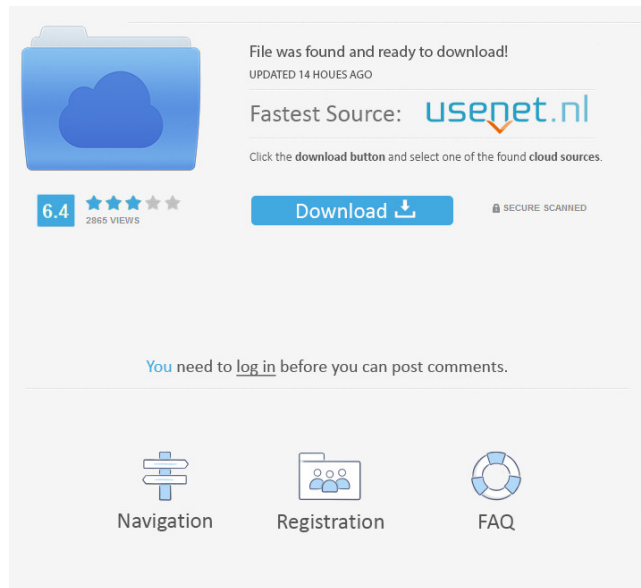 File was found and ready to download!
UPDATED 14 HOUES AGO
Fastest Source: usenet.nl
Click the download button and select one of the found cloud sources.
6.4
2865 VIEWS
Download
SECURE SCANNED
You need to log in before you can post comments.
Navigation
Registration
FAQ